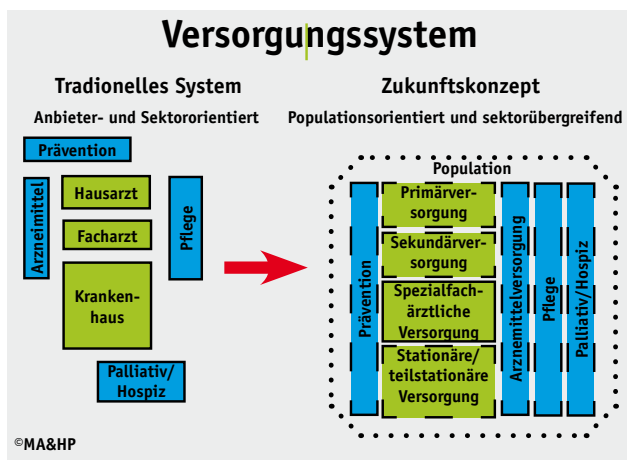 Versorgungssystem
Tradionelles System
Anbieter- und Sektororientiert
Prävention
Arzneimittel
Hausarzt
Facharzt
Kranken-
haus
Pflege
Palliativ/
Hospiz
Zukunftskonzept
Populationsorientiert und sektorübergreifend
Population
Prävention
Primärver-
sorgung
Sekundärver-
sorgung
Spezialfach-
ärztliche
Versorgung
Stationäre/
teilstationäre
Versorgung
Arznemittelversorgung
Pflege
Palliativ/Hospiz
©MA&HP